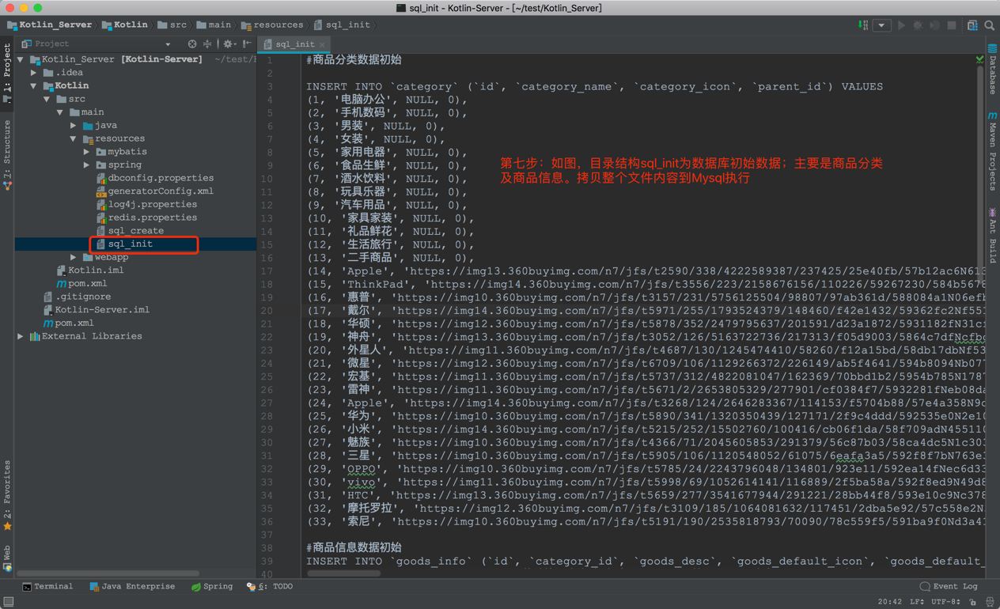 sql_init - Kotlin-Server - [~/test/Kotlin_Server]
Kotlin_Server Kotlin src main resources sql_init
Project
sql_init
1: Project
7: Structure
2: Favorites
Web
Kotlin_Server [Kotlin-Server] ~/test/
.idea
Kotlin
src
main
java
resources
mybatis
spring
dbconfig.properties
generatorConfig.xml
log4j.properties
redis.properties
sql_create
sql_init
webapp
Kotlin.iml
pom.xml
.gitignore
Kotlin-Server.iml
pom.xml
External Libraries
1 #商品分类数据初始
2
3 INSERT INTO `category` (`id`, `category_name`, `category_icon`, `parent_id`) VALUES
4 (1, '电脑办公', NULL, 0),
5 (2, '手机数码', NULL, 0),
6 (3, '男装', NULL, 0),
7 (4, '女装', NULL, 0),
8 (5, '家用电器', NULL, 0),
9 (6, '食品生鲜', NULL, 0),
10 (7, '酒水饮料', NULL, 0),
11 (8, '玩具乐器', NULL, 0),
12 (9, '汽车用品', NULL, 0),
13 (10, '家具家装', NULL, 0),
14 (11, '礼品鲜花', NULL, 0),
15 (12, '生活旅行', NULL, 0),
16 (13, '二手商品', NULL, 0),
17 (14, 'Apple', 'https://img13.360buyimg.com/n7/jfs/t2590/338/4222589387/237425/25e40fb/57b12ac6N61
18 (15, 'ThinkPad', 'https://img14.360buyimg.com/n7/jfs/t3556/223/2158676156/110226/59267230/584b567
19 (16, '惠普', 'https://img10.360buyimg.com/n7/jfs/t3157/231/5756125504/98807/97ab361d/588084a1N06ef
20 (17, '戴尔', 'https://img14.360buyimg.com/n7/jfs/t5971/255/1793524379/148460/f42e1432/59362fc2Nf551
21 (18, '华硕', 'https://img12.360buyimg.com/n7/jfs/t5878/352/2479795637/201591/d23a1872/5931182fN31cf
22 (19, '神舟', 'https://img11.360buyimg.com/n7/jfs/t3052/126/5163722736/217313/f05d9003/5864c7dfNcfb
23 (20, '外星人', 'https://img11.360buyimg.com/n7/jfs/t4687/130/1245474410/58260/f12a15bd/58db17dbNf53
24 (21, '微星', 'https://img12.360buyimg.com/n7/jfs/t6709/106/1129266372/226149/ab5f4641/594b8094Nb077
25 (22, '宏基', 'https://img11.360buyimg.com/n7/jfs/t5737/312/4822081047/162369/70bbd1b2/5954b785N1787
26 (23, '雷神', 'https://img11.360buyimg.com/n7/jfs/t5671/2/2653805329/277901/cf0384f7/5932281fNeb08da
27 (24, 'Apple', 'https://img14.360buyimg.com/n7/jfs/t3268/124/2646283367/114153/f5704b88/57e4a358N9c
28 (25, '华为', 'https://img10.360buyimg.com/n7/jfs/t5890/341/1320350439/127171/2f9c4ddd/592535e0N2e10
29 (26, '小米', 'https://img14.360buyimg.com/n7/jfs/t5215/252/15502760/100416/cb06f1da/58f709adN455110
30 (27, '魅族', 'https://img10.360buyimg.com/n7/jfs/t4366/71/2045605853/291379/56c87b03/58ca4dc5N1c303
31 (28, '三星', 'https://img10.360buyimg.com/n7/jfs/t5905/106/1120548052/61075/6eafa3a5/592f8f7bN763e
32 (29, 'OPPO', 'https://img10.360buyimg.com/n7/jfs/t5785/24/2243796048/134801/923e11/592ea14fNec6d33
33 (30, 'vivo', 'https://img11.360buyimg.com/n7/jfs/t5998/69/1052614141/116889/2f5ba58a/592f8ed9N49d8
34 (31, 'HTC', 'https://img13.360buyimg.com/n7/jfs/t5659/277/3541677944/291221/28bb44f8/593e10c9Nc378
35 (32, '摩托罗拉', 'https://img12.360buyimg.com/n7/jfs/t3109/185/1064081632/117451/2dba5e92/57c558e2N
36 (33, '索尼', 'https://img10.360buyimg.com/n7/jfs/t5191/190/2535818793/70090/78c559f5/591ba9f0Nd3a4
37
38 #商品信息数据初始
39 INSERT INTO `goods_info` (`id`, `category_id`, `goods_desc`, `goods_default_icon`, `goods_default_
40
第七步：如图，目录结构sql_init为数据库初始数据；主要是商品分类
及商品信息。拷贝整个文件内容到Mysql执行
Database
Maven Projects
Ant Build
Terminal Java Enterprise Spring 6: TODO Event Log
20:42 LF UTF-8